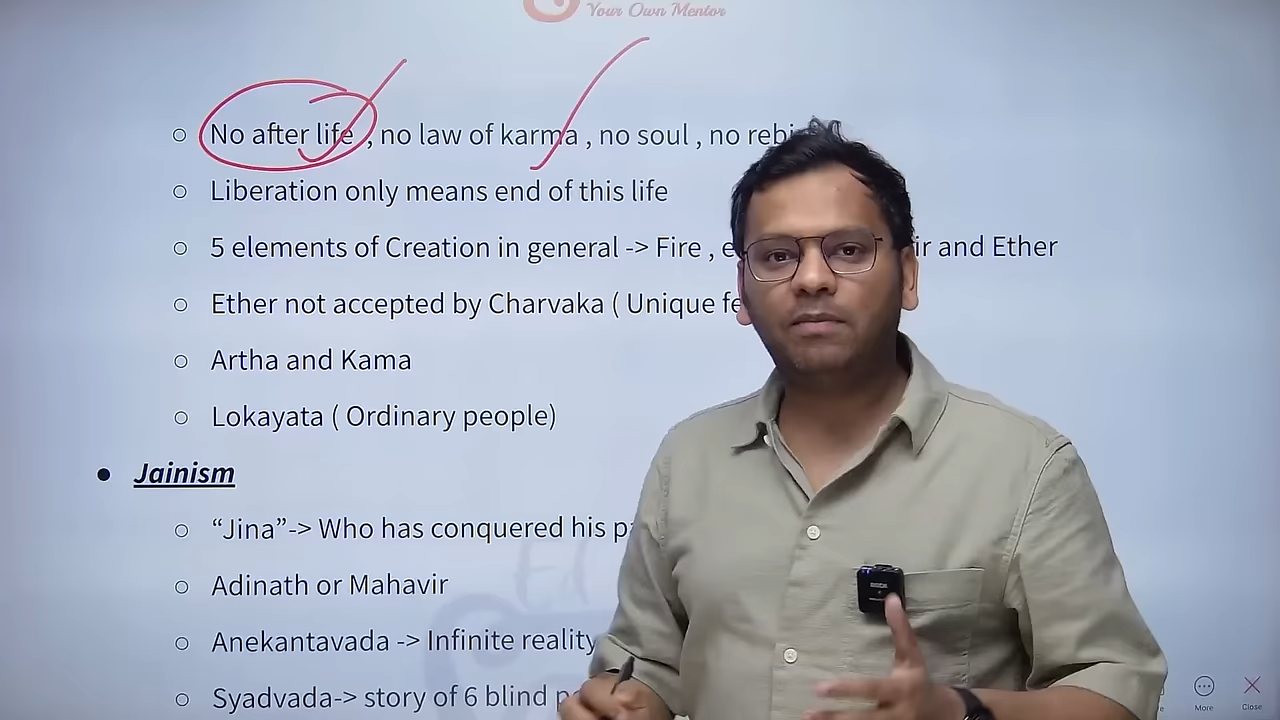 Your Own Mentor
○ No after life , no law of karma , no soul , no
○ Liberation only means end of this life
○ 5 elements of Creation in general -> Fire , and Ether
○ Ether not accepted by Charvaka ( Unique
○ Artha and Kama
○ Lokayata ( Ordinary people)
● Jainism
○ “Jina”-> Who has conquered his
○ Adinath or Mahavir
○ Anekantavada -> Infinite reality
○ Syadvada-> story of 6 blind
More
Close